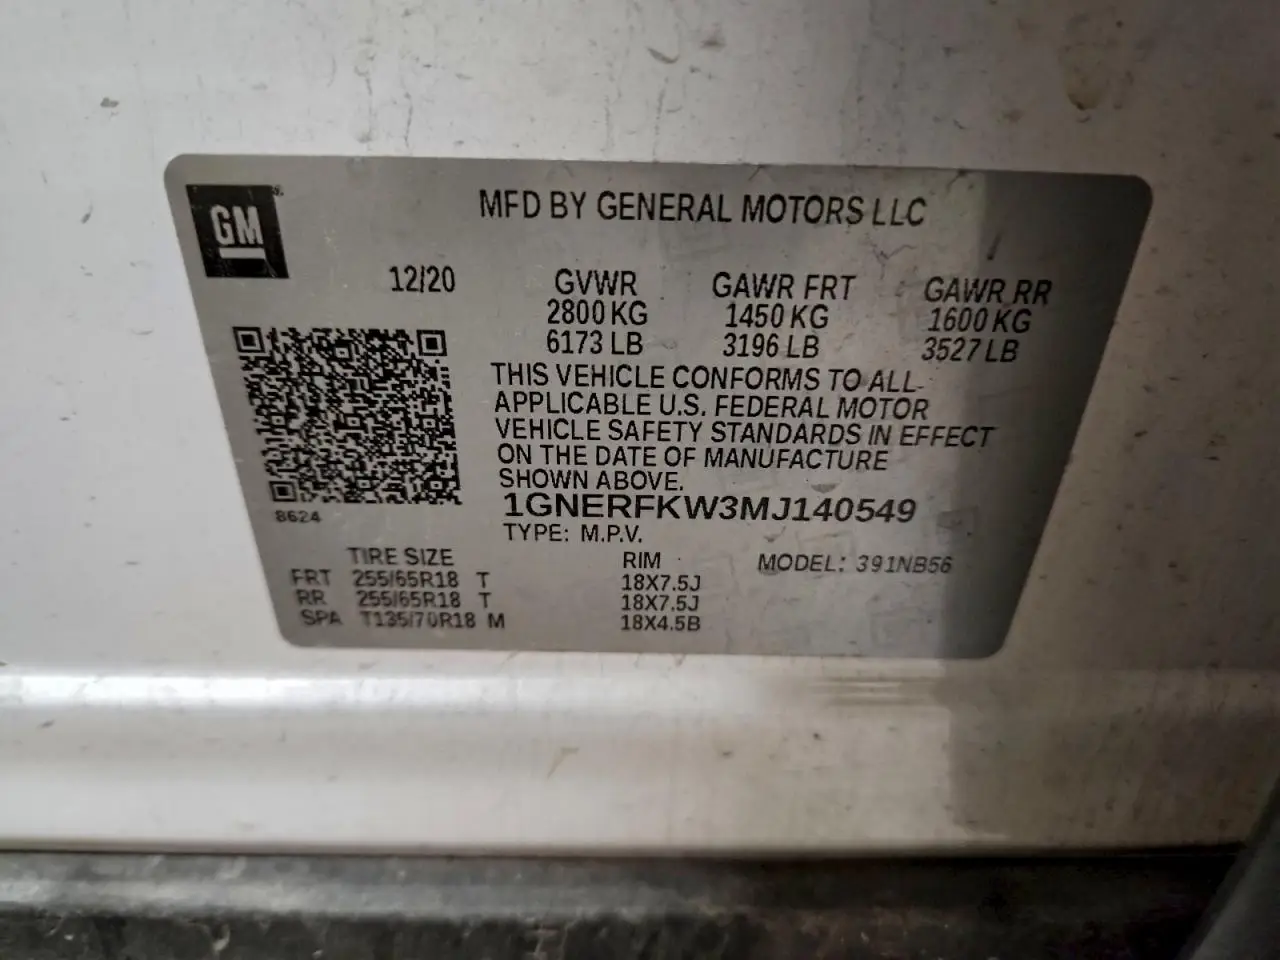 GM
MFD BY GENERAL MOTORS LLC
12/20
GVWR GAWR FRT GAWR RR
2800 KG 1450 KG 1600 KG
6173 LB 3196 LB 3527 LB
THIS VEHICLE CONFORMS TO ALL
APPLICABLE U.S. FEDERAL MOTOR
VEHICLE SAFETY STANDARDS IN EFFECT
ON THE DATE OF MANUFACTURE
SHOWN ABOVE.
1GNERFKW3MJ140549
8624
TYPE: M.P.V.
TIRE SIZE RIM MODEL: 391NB56
FRT 255/65R18 T 18X7.5J
RR 255/65R18 T 18X7.5J
SPA T135/70R18 M 18X4.5B